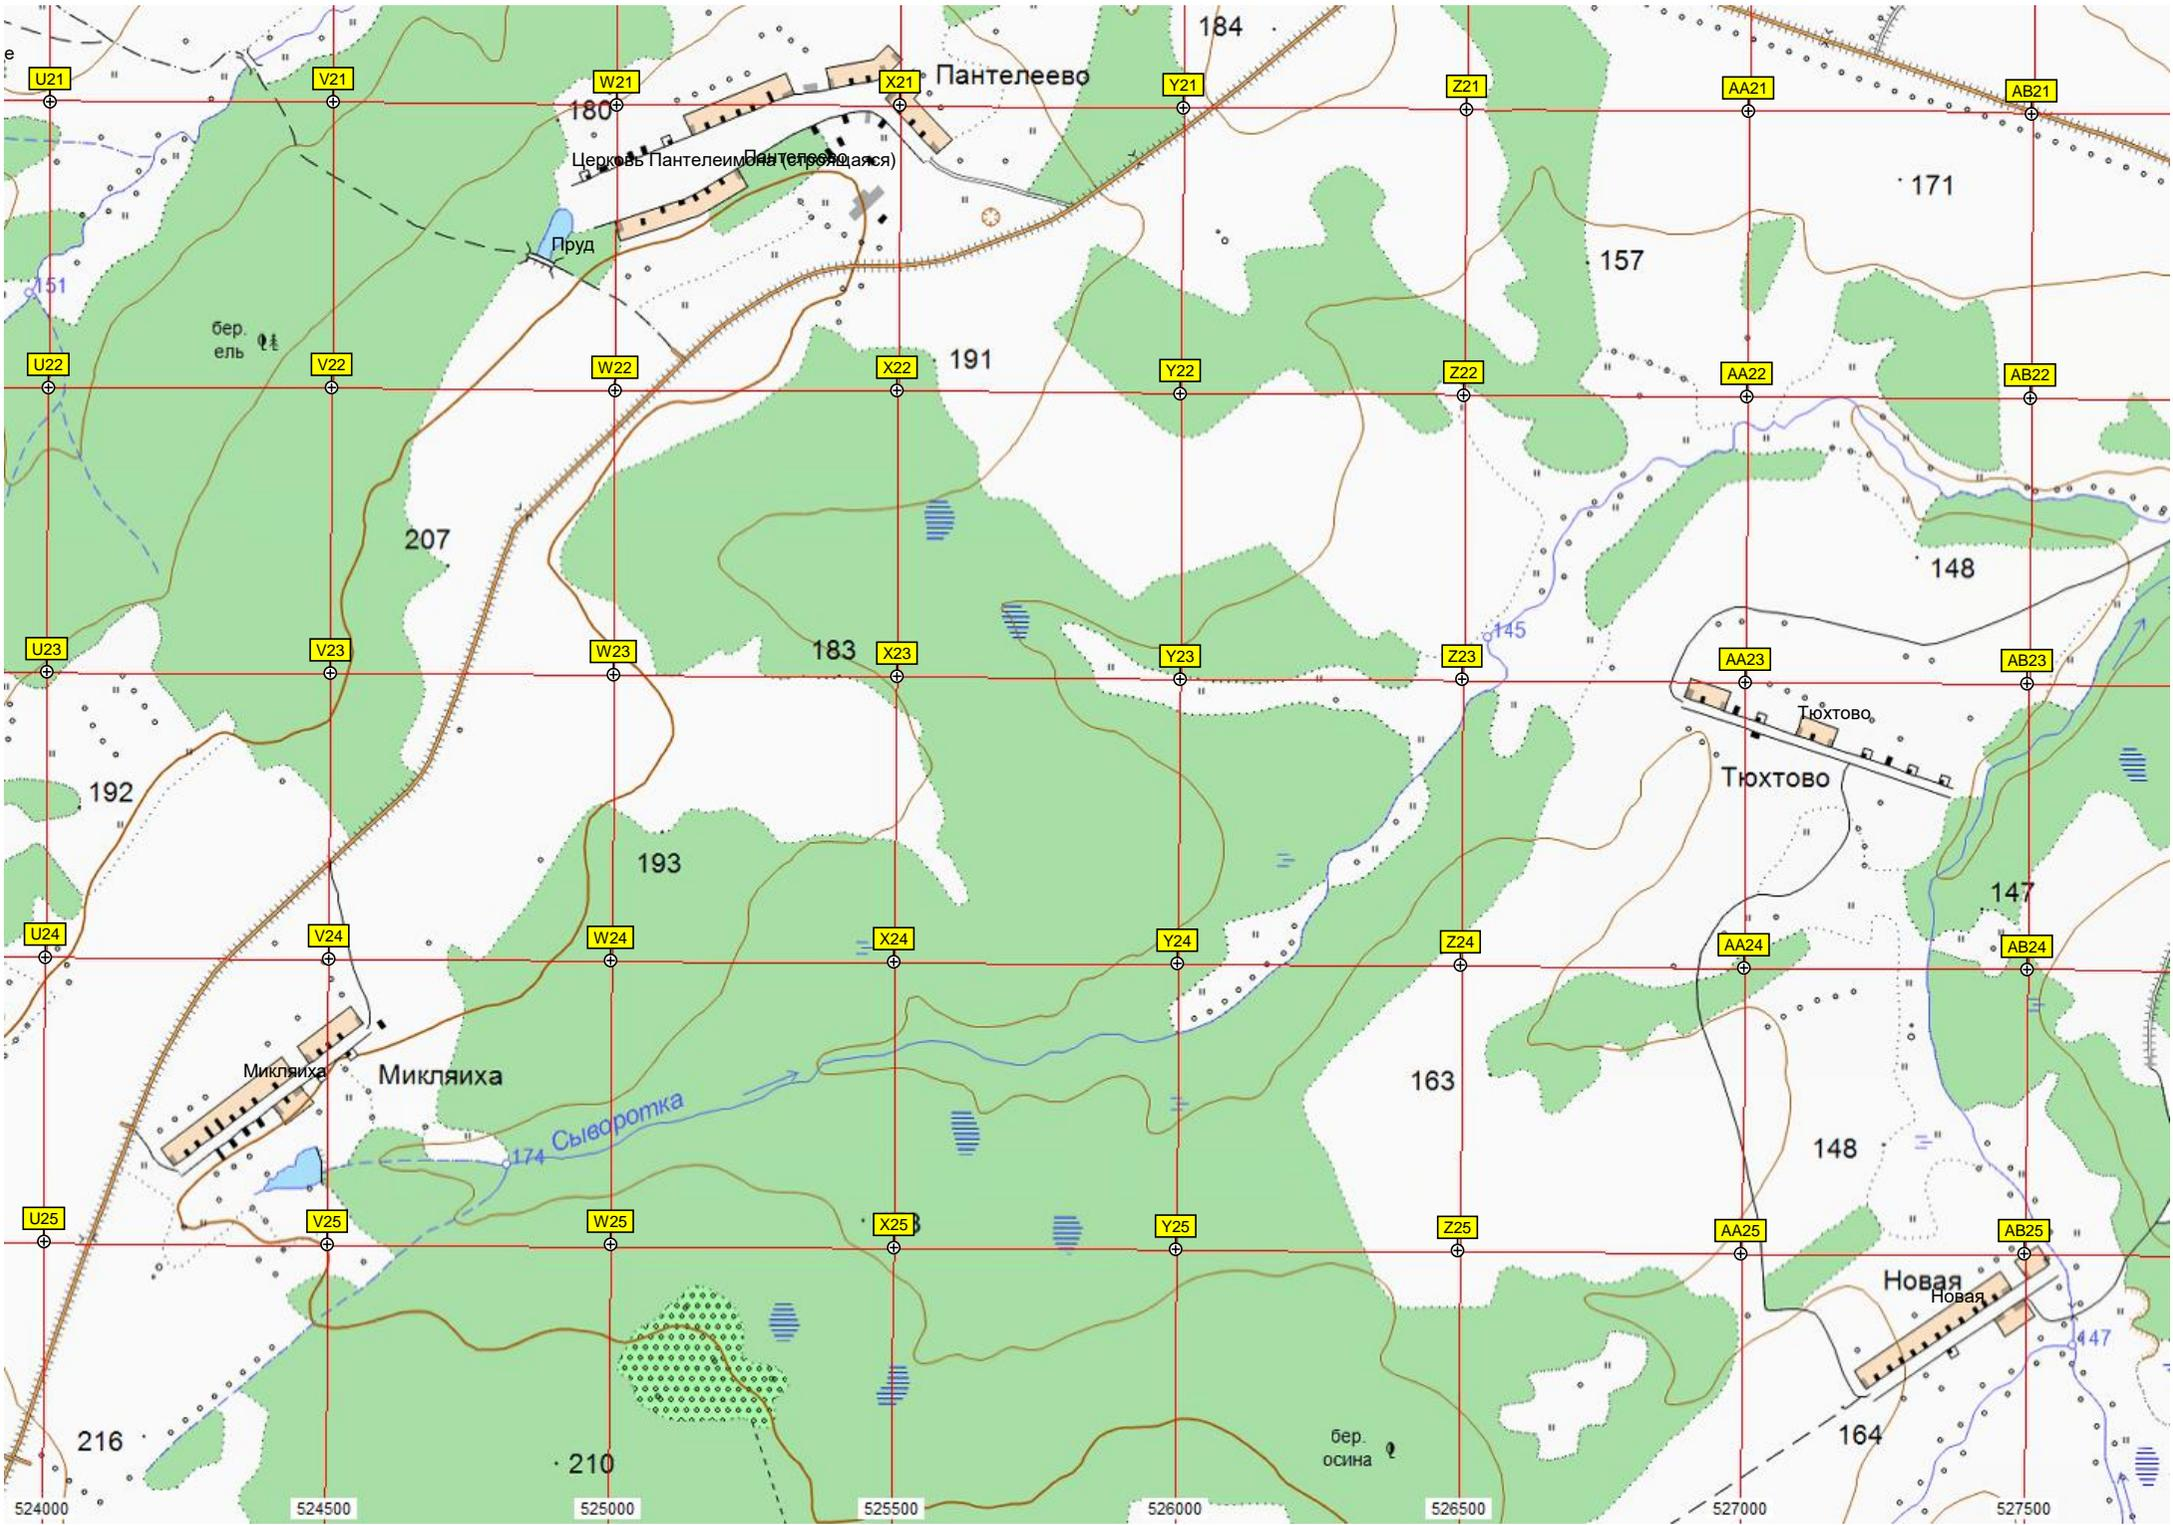 184
е
U21
V21
W21
X21
Пантелеево
Y21
Z21
AA21
AB21
180
Церковь Пантелеимона (строящаяся)
Пантелеево
171
Пруд
157
151
бер.
ель
191
U22
V22
W22
X22
Y22
Z22
AA22
AB22
207
148
145
183
U23
V23
W23
X23
Y23
Z23
AA23
AB23
Тюхтово
Тюхтово
192
193
147
U24
V24
W24
X24
Y24
Z24
AA24
AB24
Микляиха
Микляиха
163
Сыворотка
174
148
U25
V25
W25
X25
Y25
Z25
AA25
AB25
Новая
Новая
147
216
210
бер.
осина
164
524000
524500
525000
525500
526000
526500
527000
527500